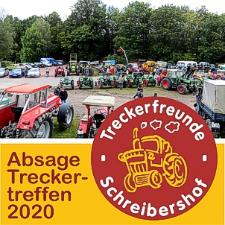 Treckerfreunde
Schreibershof
Absage
Trecker-
treffen
2020